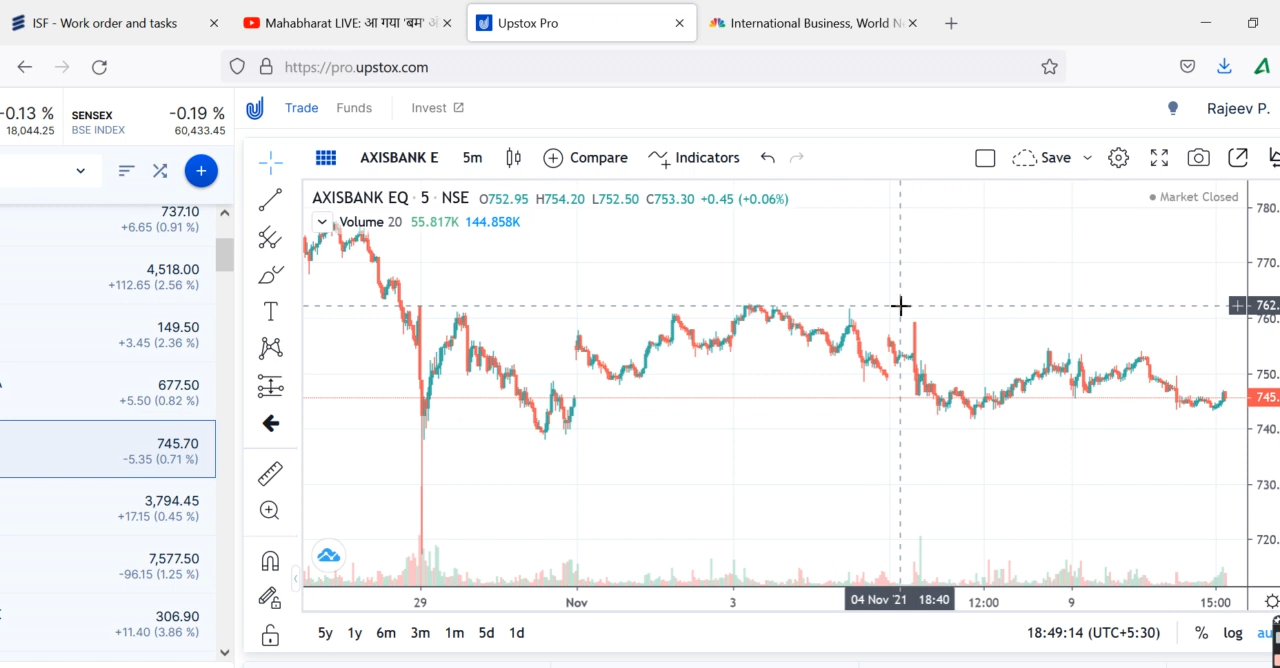 ISF - Work order and tasks
Mahabharat LIVE: आ गया 'बम'
Upstox Pro
International Business, World N
https://pro.upstox.com
-0.13 %
18,044.25
SENSEX
BSE INDEX
-0.19 %
60,433.45
Trade
Funds
Invest
Rajeev P.
AXISBANK E
5m
Compare
Indicators
Save
AXISBANK EQ · 5 · NSE O752.95 H754.20 L752.50 C753.30 +0.45 (+0.06%)
Market Closed
Volume 20 55.817K 144.858K
737.10
+6.65 (0.91 %)
4,518.00
+112.65 (2.56 %)
149.50
+3.45 (2.36 %)
677.50
+5.50 (0.82 %)
745.70
-5.35 (0.71 %)
3,794.45
+17.15 (0.45 %)
7,577.50
-96.15 (1.25 %)
306.90
+11.40 (3.86 %)
780.
770.
762.
760.
750.
745.
740.
730.
720.
29
Nov
3
04 Nov '21 18:40
12:00
9
15:00
5y 1y 6m 3m 1m 5d 1d
18:49:14 (UTC+5:30)
%
log
au